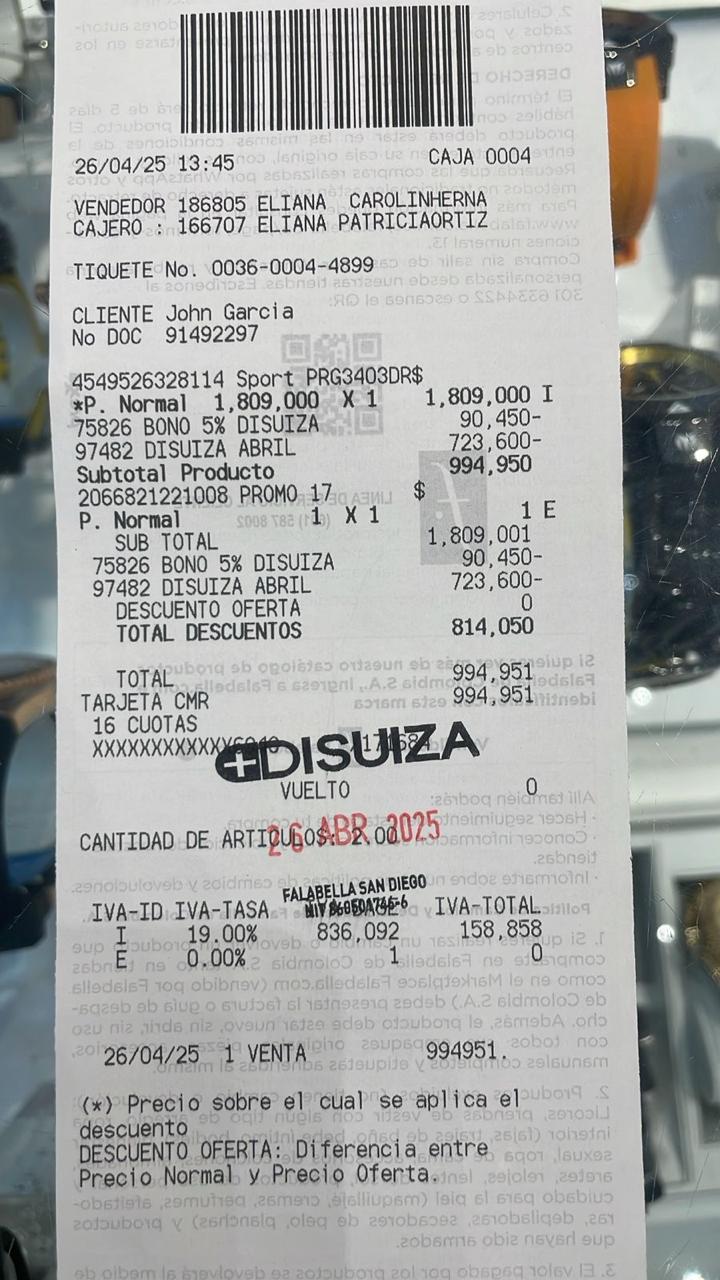 26/04/25 13:45 CAJA 0004
VENDEDOR 186805 ELIANA CAROLINHERNA
CAJERO : 166707 ELIANA PATRICIAORTIZ
TIQUETE No. 0036-0004-4899
CLIENTE John Garcia
No DOC 91492297
4549526328114 Sport PRG3403DR$
*P. Normal 1,809,000 X 1 1,809,000 I
75826 BONO 5% DISUIZA 90,450-
97482 DISUIZA ABRIL 723,600-
Subtotal Producto 994,950
2066821221008 PROMO 17 $
P. Normal 1 X 1 1 E
SUB TOTAL 1,809,001
75826 BONO 5% DISUIZA 90,450-
97482 DISUIZA ABRIL 723,600-
DESCUENTO OFERTA 0
TOTAL DESCUENTOS 814,050
TOTAL 994,951
TARJETA CMR 994,951
16 CUOTAS
DISUIZA
VUELTO 0
CANTIDAD DE ARTICULOS: 2.00
26 ABR 2025
FALABELLA SAN DIEGO
IVA-ID IVA-TASA IVA-TOTAL
I 19.00% 836,092 158,858
E 0.00% 1 0
26/04/25 1 VENTA 994951.
(*) Precio sobre el cual se aplica el
descuento
DESCUENTO OFERTA: Diferencia entre
Precio Normal y Precio Oferta.